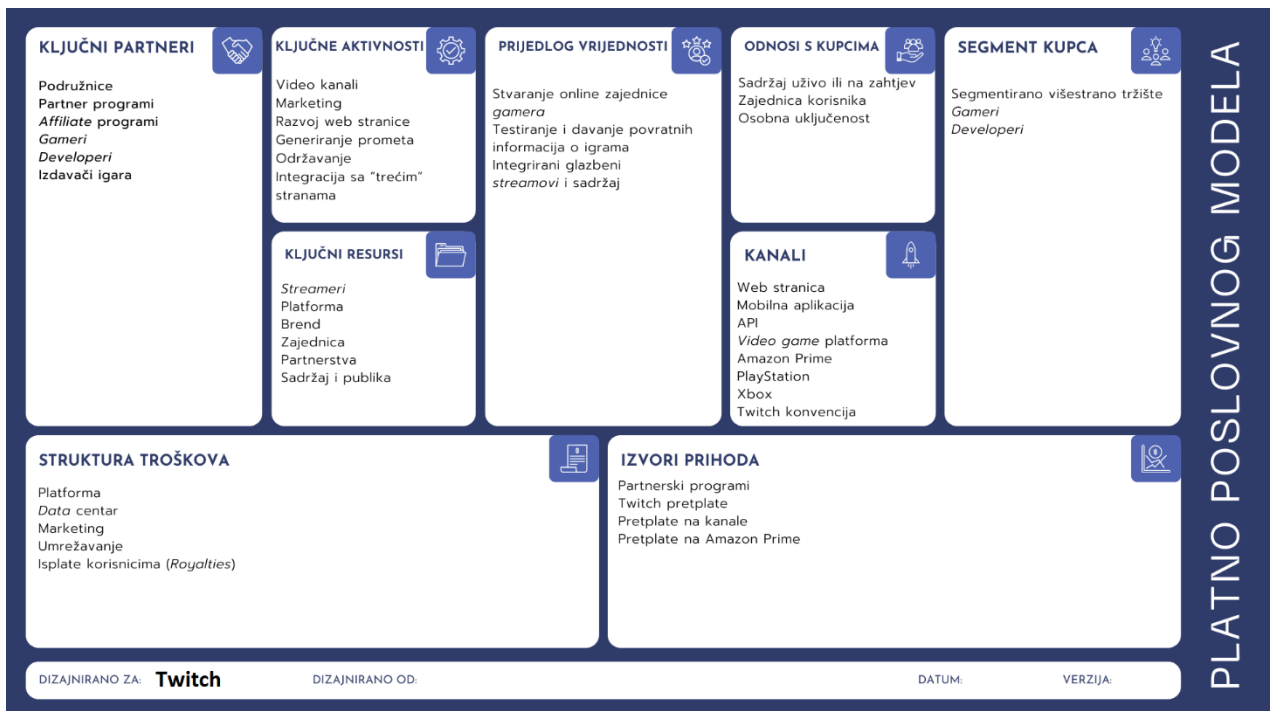 KLJUČNI PARTNERI
Podružnice
Partner programi
Affiliate programi
Gameri
Developeri
Izdavači igara
KLJUČNE AKTIVNOSTI
Video kanali
Marketing
Razvoj web stranice
Generiranje prometa
Održavanje
Integracija sa “trećim”
stranama
KLJUČNI RESURSI
Streameri
Platforma
Brend
Zajednica
Partnerstva
Sadržaj i publika
PRIJEDLOG VRIJEDNOSTI
Stvaranje online zajednice
gamera
Testiranje i davanje povratnih
informacija o igrama
Integrirani glazbeni
streamovi i sadržaj
ODNOSI S KUPCIMA
Sadržaj uživo ili na zahtjev
Zajednica korisnika
Osobna uključenost
KANALI
Web stranica
Mobilna aplikacija
API
Video game platforma
Amazon Prime
PlayStation
Xbox
Twitch konvencija
SEGMENT KUPCA
Segmentirano višestrano tržište
Gameri
Developeri
STRUKTURA TROŠKOVA
Platforma
Data centar
Marketing
Umrežavanje
Isplate korisnicima (Royalties)
IZVORI PRIHODA
Partnerski programi
Twitch pretplate
Pretplate na kanale
Pretplate na Amazon Prime
DIZAJNIRANO ZA: Twitch
DIZAJNIRANO OD:
DATUM:
VERZIJA:
PLATNO POSLOVNOG MODELA